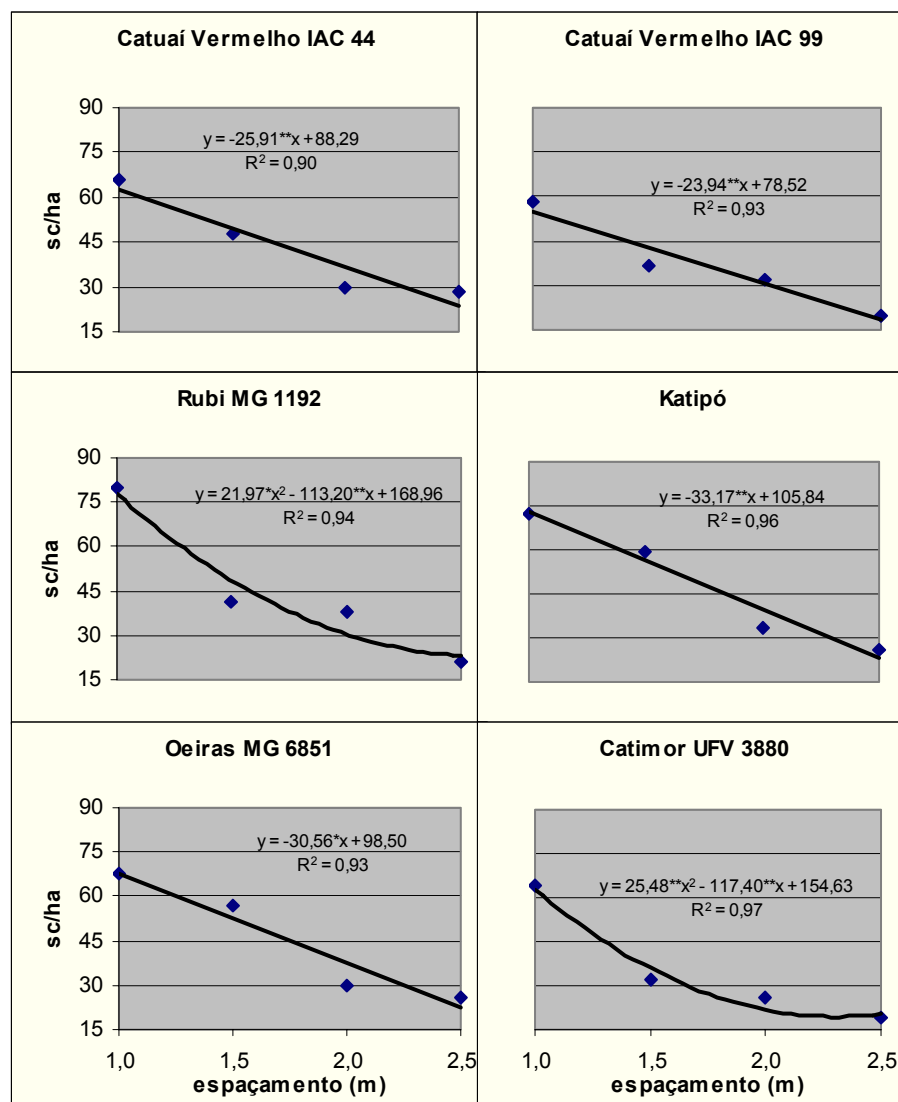 Catuaí Vermelho IAC 44
Catuaí Vermelho IAC 99
90
75
60
45
30
15
sc/ha
y = -25,91**x + 88,29
R² = 0,90
y = -23,94**x + 78,52
R² = 0,93
Rubi MG 1192
Katipó
90
75
60
45
30
15
sc/ha
y = 21,97*x² - 113,20**x + 168,96
R² = 0,94
y = -33,17**x + 105,84
R² = 0,96
Oeiras MG 6851
Catimor UFV 3880
90
75
60
45
30
15
sc/ha
y = -30,56*x + 98,50
R² = 0,93
y = 25,48**x² - 117,40**x + 154,63
R² = 0,97
1,0 1,5 2,0 2,5
1,0 1,5 2,0 2,5
espaçamento (m)
espaçamento (m)